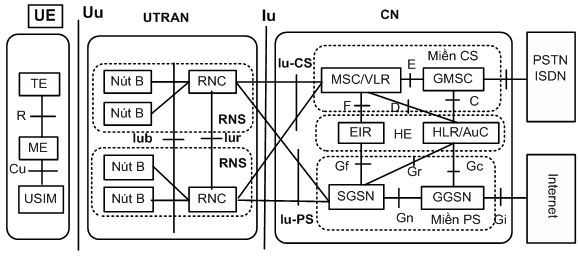 UE
Uu
UTRAN
Iu
CN
TE
R
ME
Cu
USIM
Nút B
Nút B
RNC
RNS
Iub
Iur
RNS
Nút B
Nút B
RNC
Iu-CS
Iu-PS
Miền CS
MSC/VLR
E
GMSC
F
D
C
EIR
HE
HLR/AuC
Gf
Gr
Gc
SGSN
Gn
GGSN
Gi
Miền PS
PSTN
ISDN
Internet